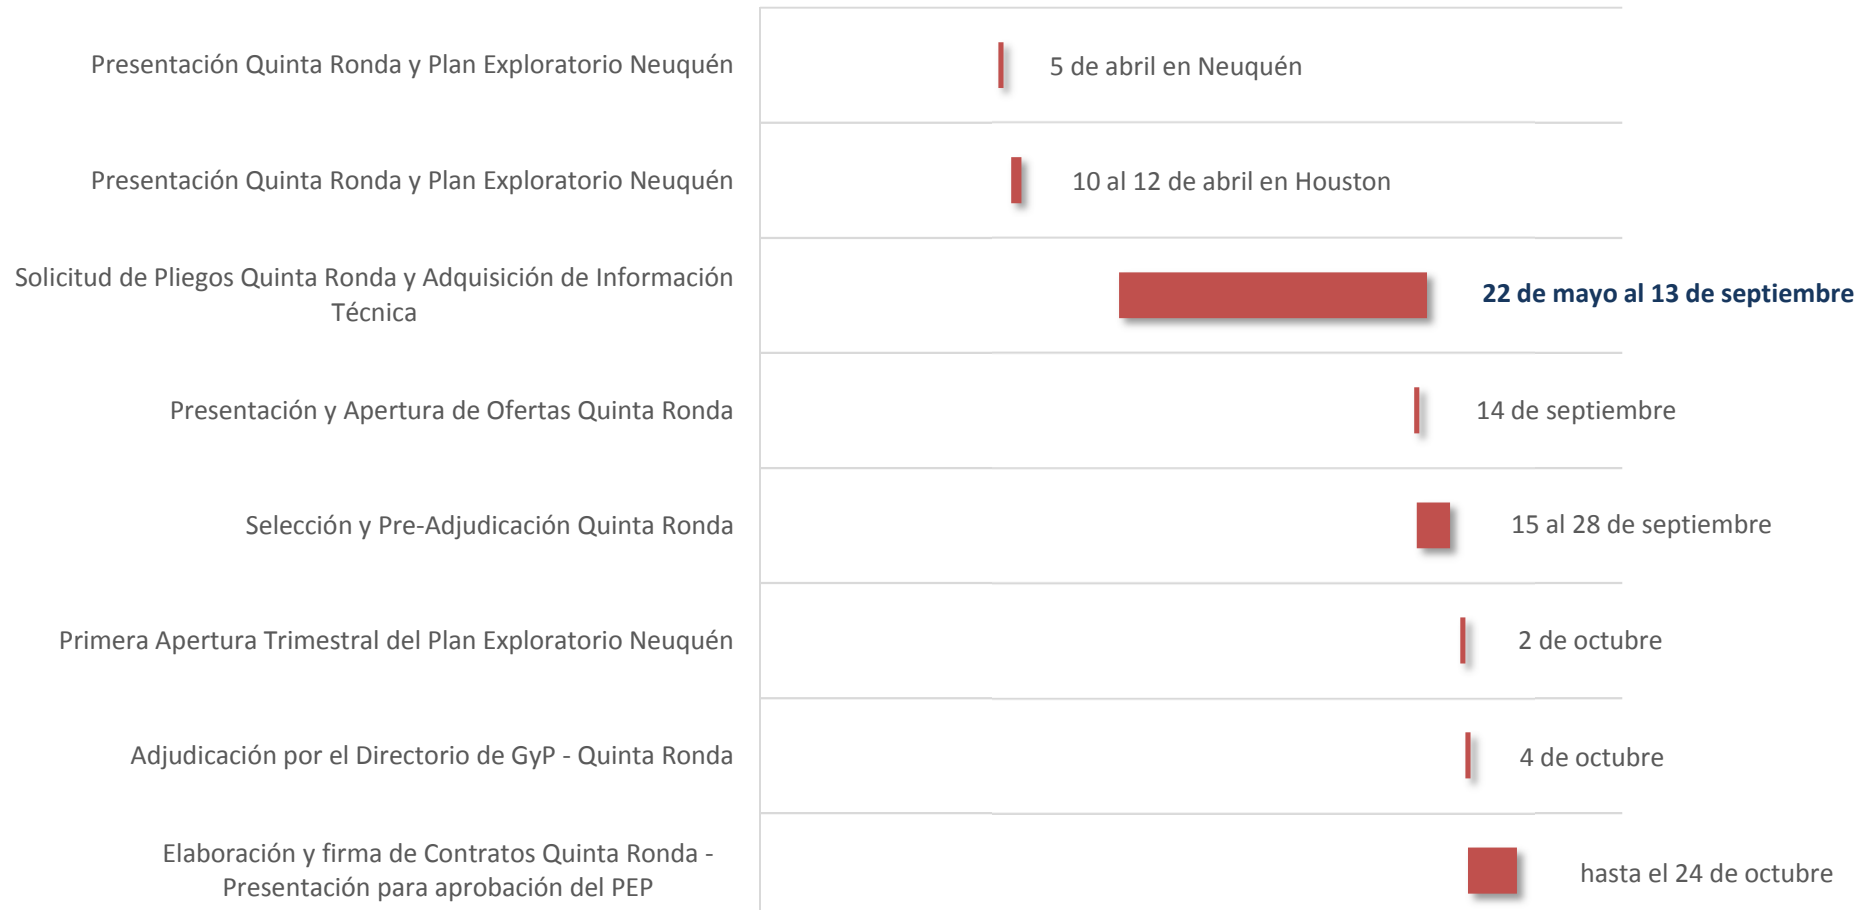 Presentación Quinta Ronda y Plan Exploratorio Neuquén
5 de abril en Neuquén
Presentación Quinta Ronda y Plan Exploratorio Neuquén
10 al 12 de abril en Houston
Solicitud de Pliegos Quinta Ronda y Adquisición de Información
Técnica
22 de mayo al 13 de septiembre
Presentación y Apertura de Ofertas Quinta Ronda
14 de septiembre
Selección y Pre-Adjudicación Quinta Ronda
15 al 28 de septiembre
Primera Apertura Trimestral del Plan Exploratorio Neuquén
2 de octubre
Adjudicación por el Directorio de GyP - Quinta Ronda
4 de octubre
Elaboración y firma de Contratos Quinta Ronda -
Presentación para aprobación del PEP
hasta el 24 de octubre